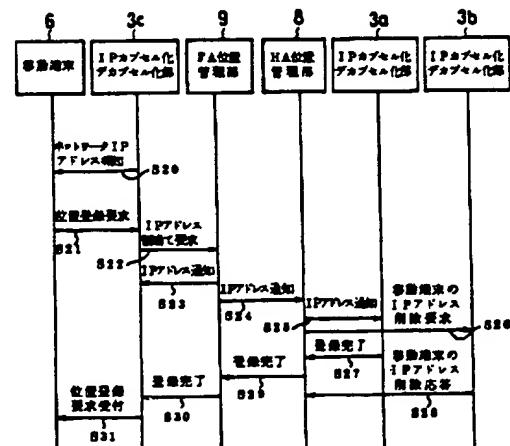 6 3c 9 8 3a 3b
移動端末
IPカプセル化
デカプセル化部
FA位置
管理部
HA位置
管理部
IPカプセル化
デカプセル化部
IPカプセル化
デカプセル化部
ネットワークIP
アドレス通知
S20
位置登録要求
S21
IPアドレス
割当て要求
S22
IPアドレス通知
S23
IPアドレス通知
S24
IPアドレス通知
S25
移動端末の
IPアドレス
削除要求
S26
登録完了
S27
移動端末の
IPアドレス
削除応答
S28
登録完了
S29
登録完了
S30
位置登録
要求受付
S31